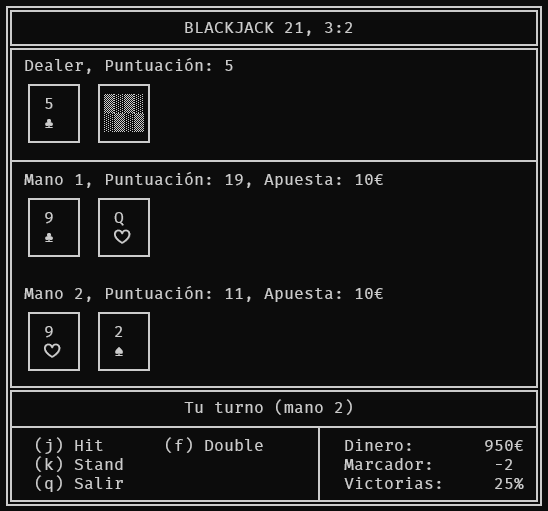 BLACKJACK 21, 3:2
Dealer, Puntuación: 5
5
♣
Mano 1, Puntuación: 19, Apuesta: 10€
9 Q
♣ ♡
Mano 2, Puntuación: 11, Apuesta: 10€
9 2
♡ ♠
Tu turno (mano 2)
(j) Hit (f) Double
(k) Stand
(q) Salir
Dinero: 950€
Marcador: -2
Victorias: 25%